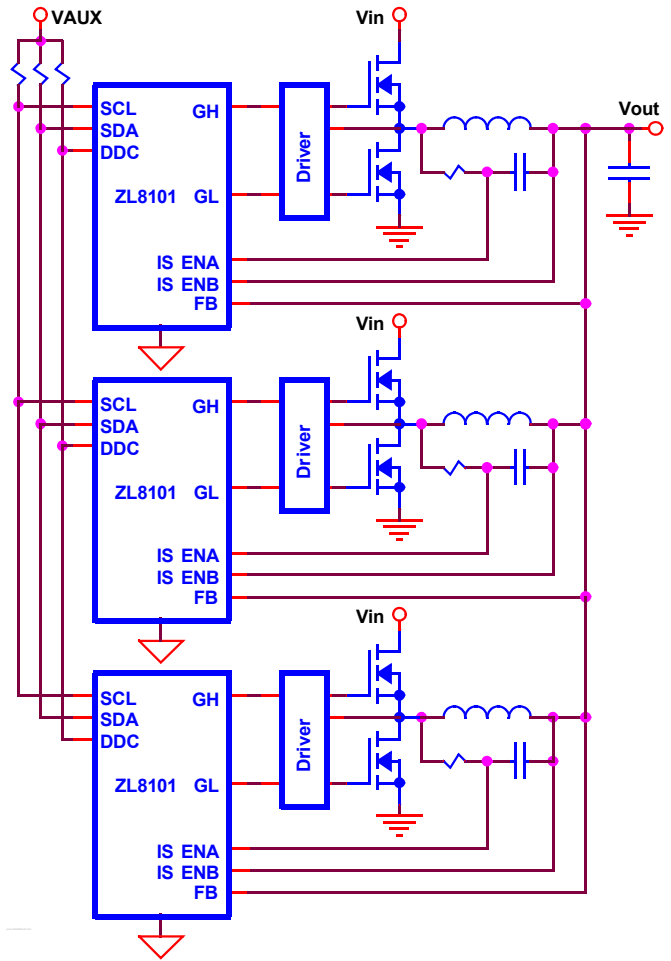 VAUX
Vin
SCL
GH
SDA
DDC
Driver
ZL8101
GL
IS ENA
IS ENB
FB
Vout
Vin
SCL
GH
SDA
DDC
Driver
ZL8101
GL
IS ENA
IS ENB
FB
Vin
SCL
GH
SDA
DDC
Driver
ZL8101
GL
IS ENA
IS ENB
FB